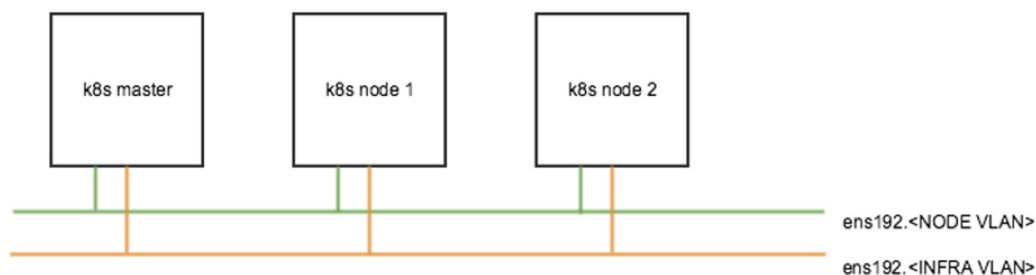 k8s master
k8s node 1
k8s node 2
ens192.<NODE VLAN>
ens192.<INFRA VLAN>